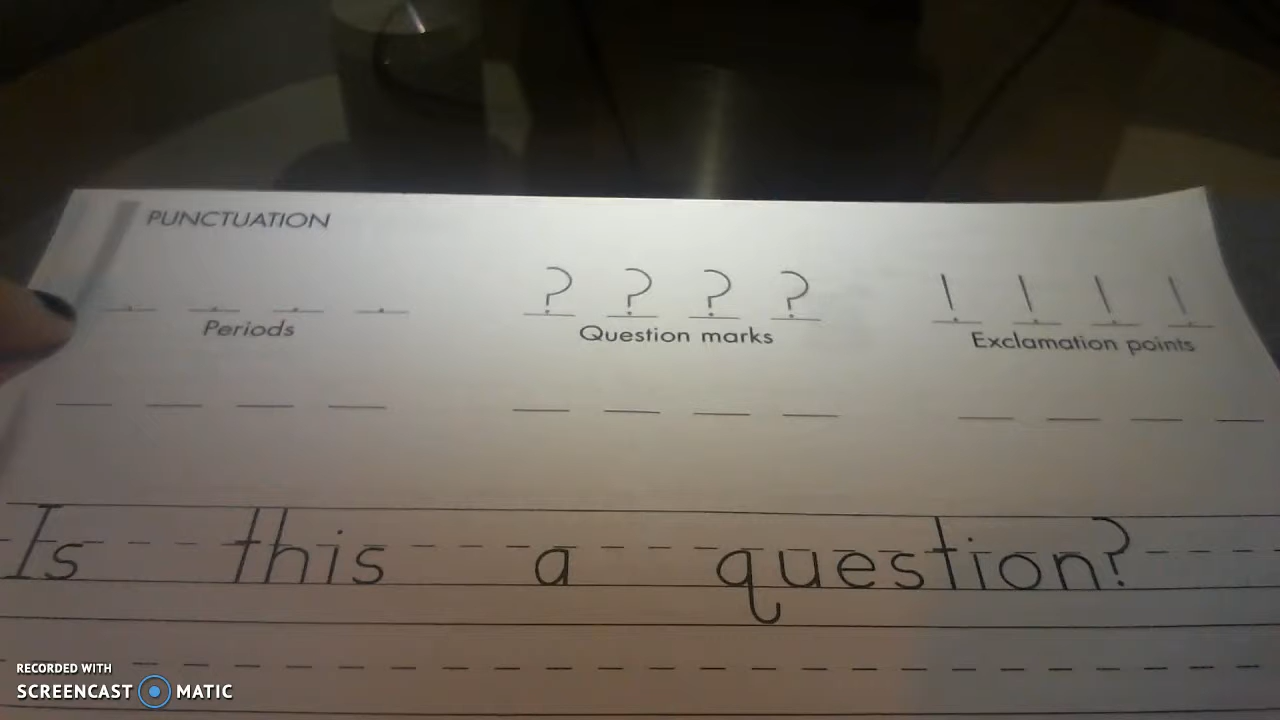 PUNCTUATION
. . . . ? ? ? ? ! ! ! !
Periods Question marks Exclamation points
Is this a question?
RECORDED WITH
SCREENCAST MATIC